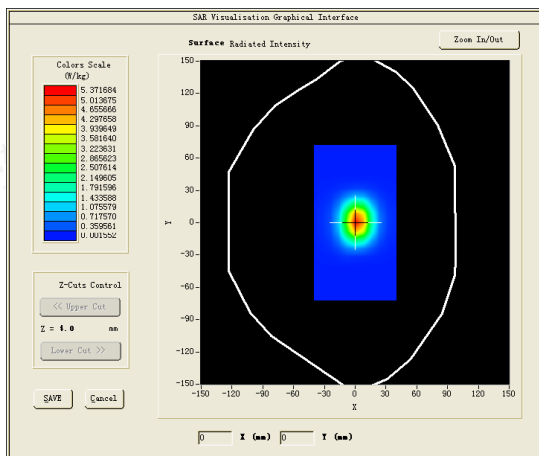 SAR Visualisation Graphical Interface
Surface Radiated Intensity
Zoom In/Out
Colors Scale
(W/kg)
5.371684
5.013675
4.655666
4.297658
3.939649
3.581640
3.223631
2.865623
2.507614
2.149605
1.791596
1.433588
1.075579
0.717570
0.359561
0.001552
Z-Cuts Control
<< Upper Cut
Z = 4.0 mm
Lower Cut >>
SAVE Cancel
Y
150
120
90
60
30
0
-30
-60
-90
-120
-150
-150 -120 -90 -60 -30 0 30 60 90 120 150
X
0 X (mm) 0 Y (mm)